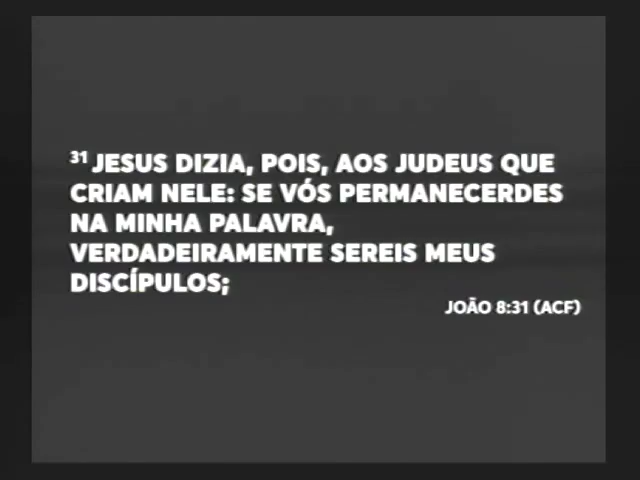 31 JESUS DIZIA, POIS, AOS JUDEUS QUE
CRIAM NELE: SE VÓS PERMANECERDES
NA MINHA PALAVRA,
VERDADEIRAMENTE SEREIS MEUS
DISCÍPULOS;
JOÃO 8:31 (ACF)